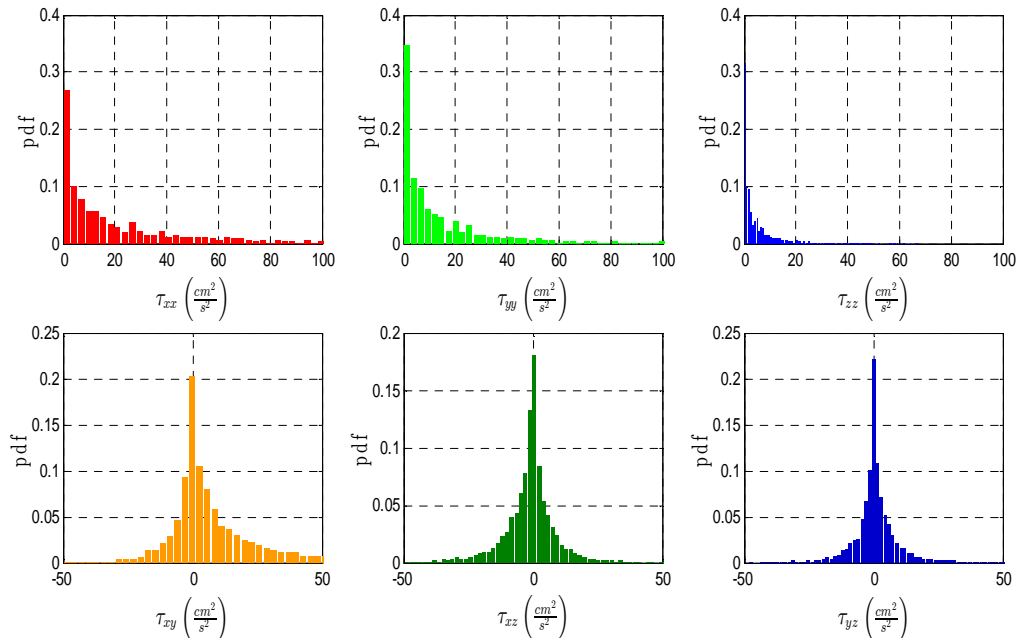 0.4 0.4 0.4
0.3 0.3 0.3
0.2 0.2 0.2
0.1 0.1 0.1
0 0 0
pdf pdf pdf
0 20 40 60 80 100 0 20 40 60 80 100 0 20 40 60 80 100
τxx (cm²/s²) τyy (cm²/s²) τzz (cm²/s²)
0.25 0.2 0.25
0.2 0.15 0.2
0.15 0.1 0.15
0.1 0.05 0.1
0.05 0 0.05
0 0
pdf pdf pdf
-50 0 50 -50 0 50 -50 0 50
τxy (cm²/s²) τxz (cm²/s²) τyz (cm²/s²)